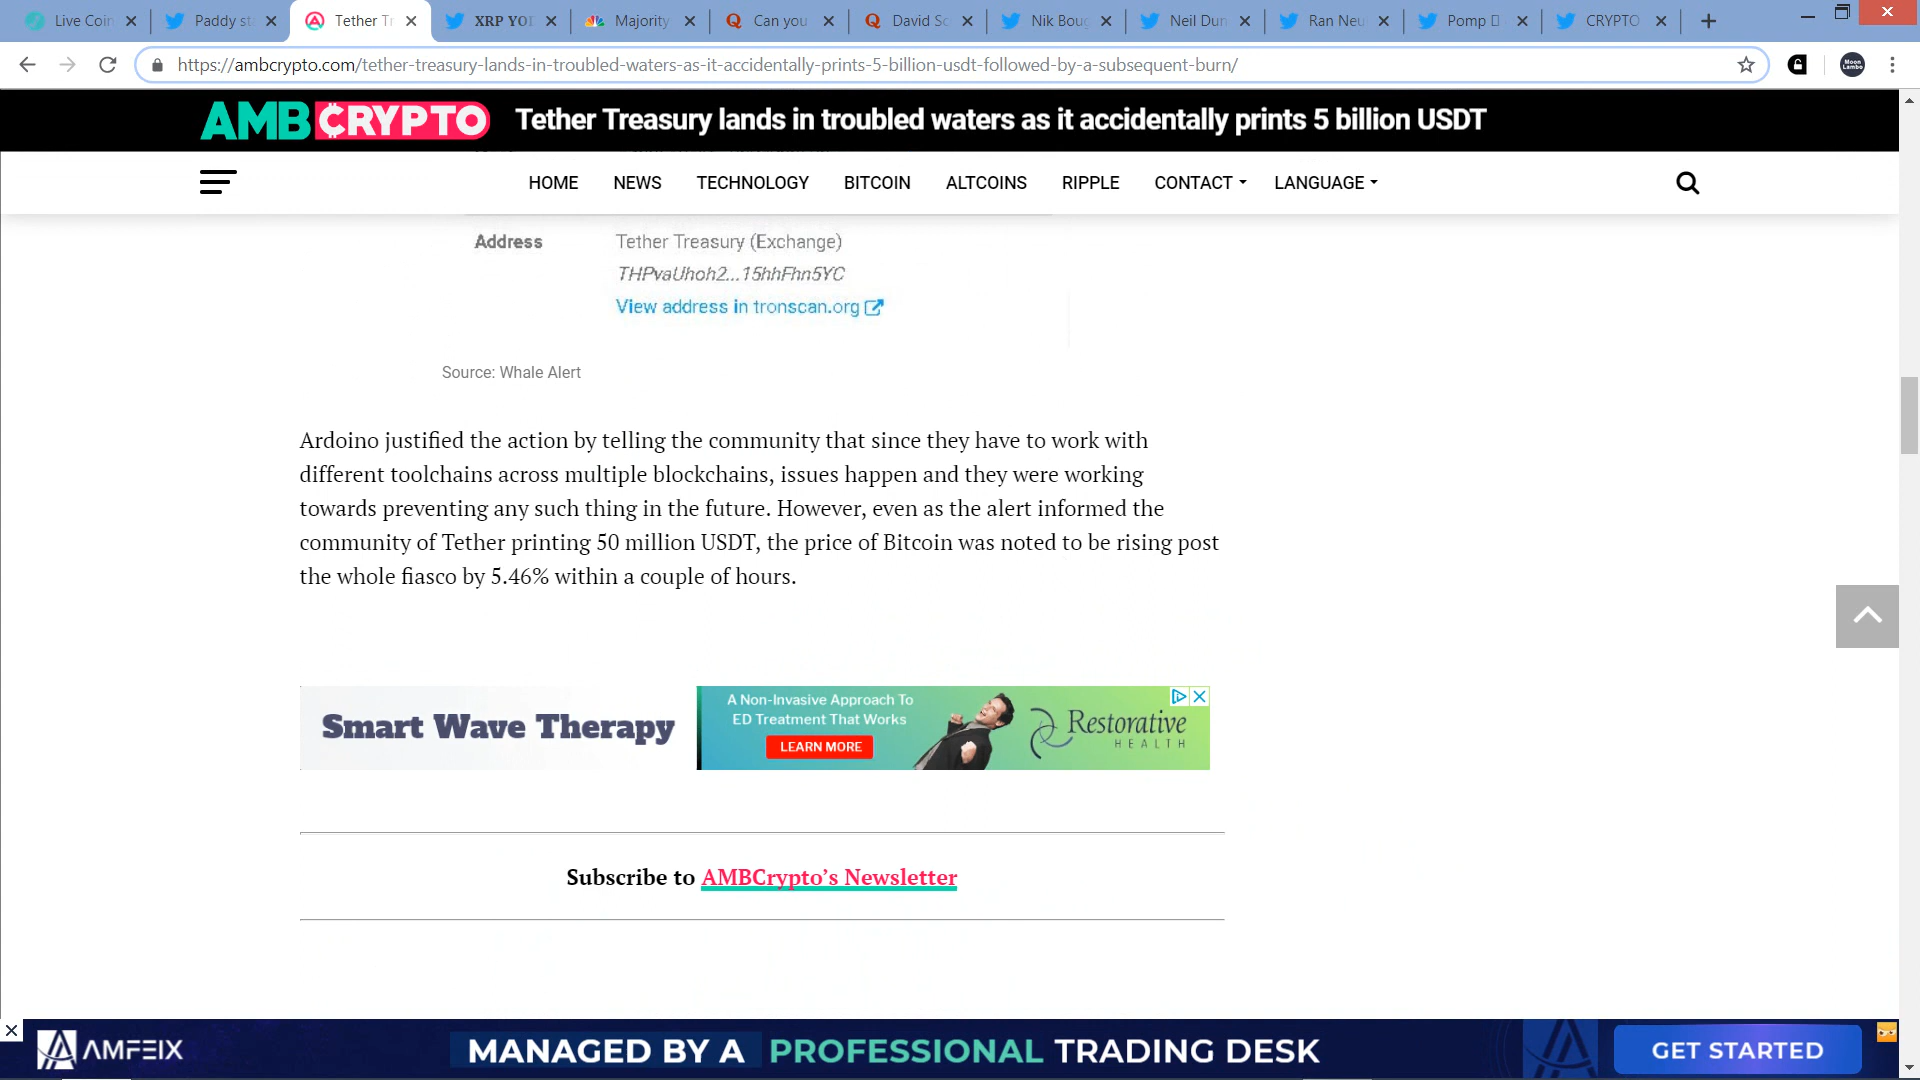 Live Coin
Paddy st
Tether Tr
XRP YO
Majority
Can you
David Sc
Nik Boug
Neil Dun
Ran Neu
Pomp
CRYPTO
https://ambcrypto.com/tether-treasury-lands-in-troubled-waters-as-it-accidentally-prints-5-billion-usdt-followed-by-a-subsequent-burn/
Moon Lambo
AMBCRYPTO
Tether Treasury lands in troubled waters as it accidentally prints 5 billion USDT
HOME
NEWS
TECHNOLOGY
BITCOIN
ALTCOINS
RIPPLE
CONTACT
LANGUAGE
Address
Tether Treasury (Exchange)
THPvaUhoh2...15hhFhn5YC
View address in tronscan.org
Source: Whale Alert
Ardoino justified the action by telling the community that since they have to work with
different toolchains across multiple blockchains, issues happen and they were working
towards preventing any such thing in the future. However, even as the alert informed the
community of Tether printing 50 million USDT, the price of Bitcoin was noted to be rising post
the whole fiasco by 5.46% within a couple of hours.
Smart Wave Therapy
A Non-Invasive Approach To
ED Treatment That Works
LEARN MORE
Restorative
HEALTH
Subscribe to AMBCrypto's Newsletter
AMFEIX
MANAGED BY A PROFESSIONAL TRADING DESK
GET STARTED